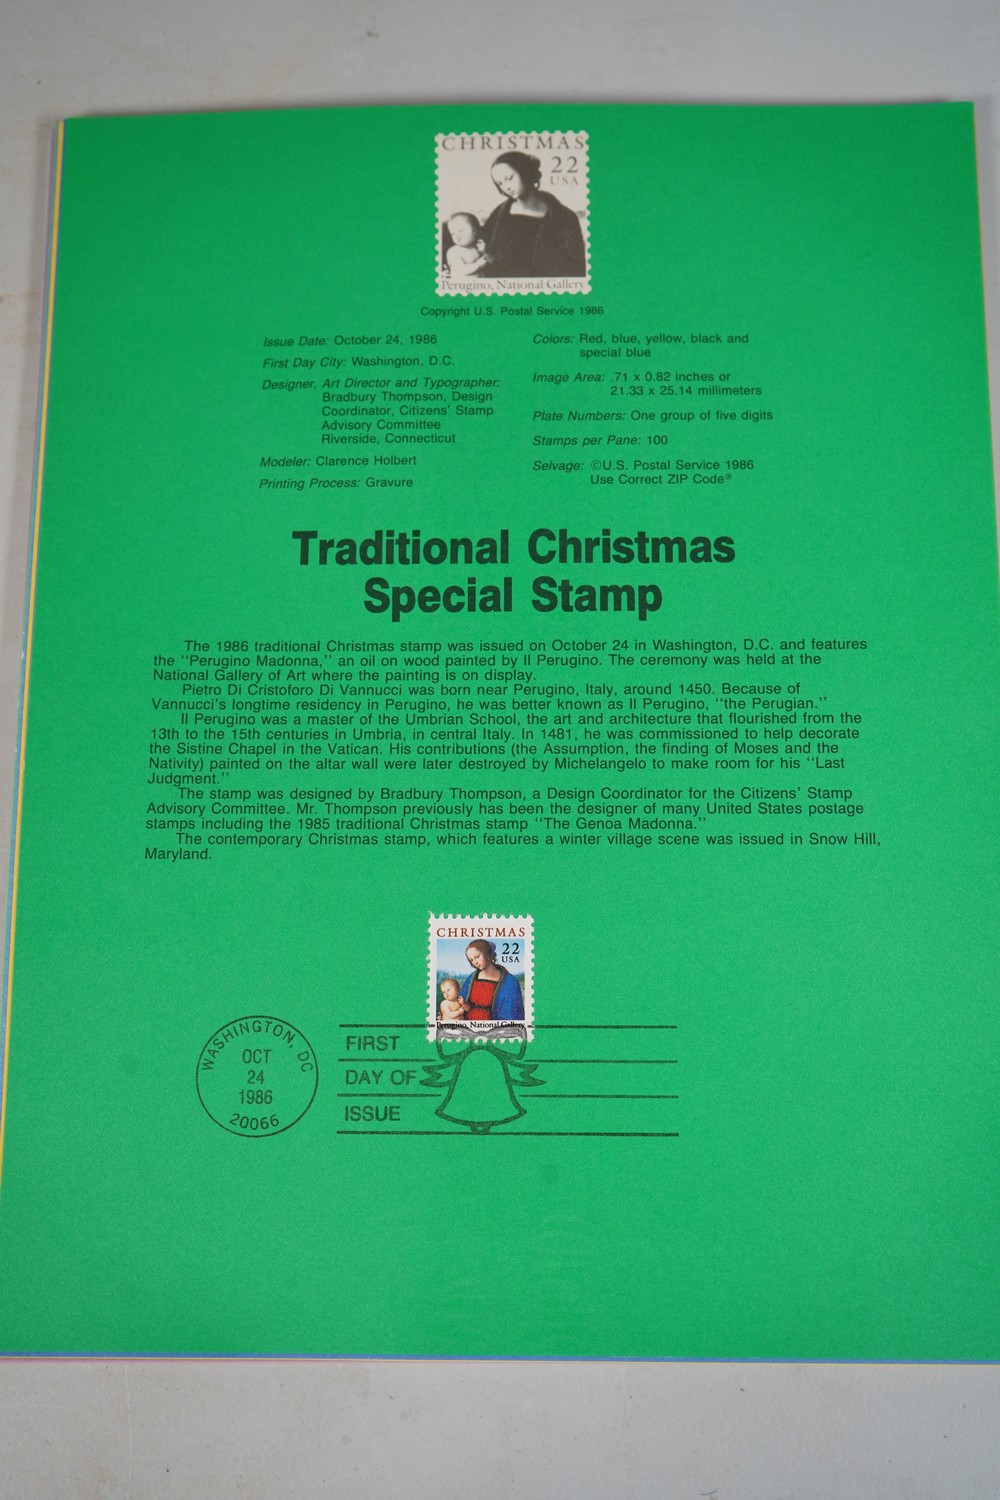 CHRISTMAS
22
USA
Perugino, National Gallery
Copyright U.S. Postal Service 1986
Issue Date: October 24, 1986
First Day City: Washington, D.C.
Designer, Art Director and Typographer:
Bradbury Thompson, Design
Coordinator, Citizens' Stamp
Advisory Committee
Riverside, Connecticut
Modeler: Clarence Holbert
Printing Process: Gravure
Colors: Red, blue, yellow, black and
special blue
Image Area: .71 x 0.82 inches or
21.33 x 25.14 millimeters
Plate Numbers: One group of five digits
Stamps per Pane: 100
Selvage: ©U.S. Postal Service 1986
Use Correct ZIP Code®
Traditional Christmas
Special Stamp
The 1986 traditional Christmas stamp was issued on October 24 in Washington, D.C. and features
the "Perugino Madonna," an oil on wood painted by Il Perugino. The ceremony was held at the
National Gallery of Art where the painting is on display.
Pietro Di Cristoforo Di Vannucci was born near Perugino, Italy, around 1450. Because of
Vannucci's longtime residency in Perugino, he was better known as Il Perugino, "the Perugian."
Il Perugino was a master of the Umbrian School, the art and architecture that flourished from the
13th to the 15th centuries in Umbria, in central Italy. In 1481, he was commissioned to help decorate
the Sistine Chapel in the Vatican. His contributions (the Assumption, the finding of Moses and the
Nativity) painted on the altar wall were later destroyed by Michelangelo to make room for his "Last
Judgment."
The stamp was designed by Bradbury Thompson, a Design Coordinator for the Citizens' Stamp
Advisory Committee. Mr. Thompson previously has been the designer of many United States postage
stamps including the 1985 traditional Christmas stamp "The Genoa Madonna."
The contemporary Christmas stamp, which features a winter village scene was issued in Snow Hill,
Maryland.
CHRISTMAS
22
USA
Perugino, National Gallery
WASHINGTON, DC
OCT
24
1986
20066
FIRST
DAY OF
ISSUE